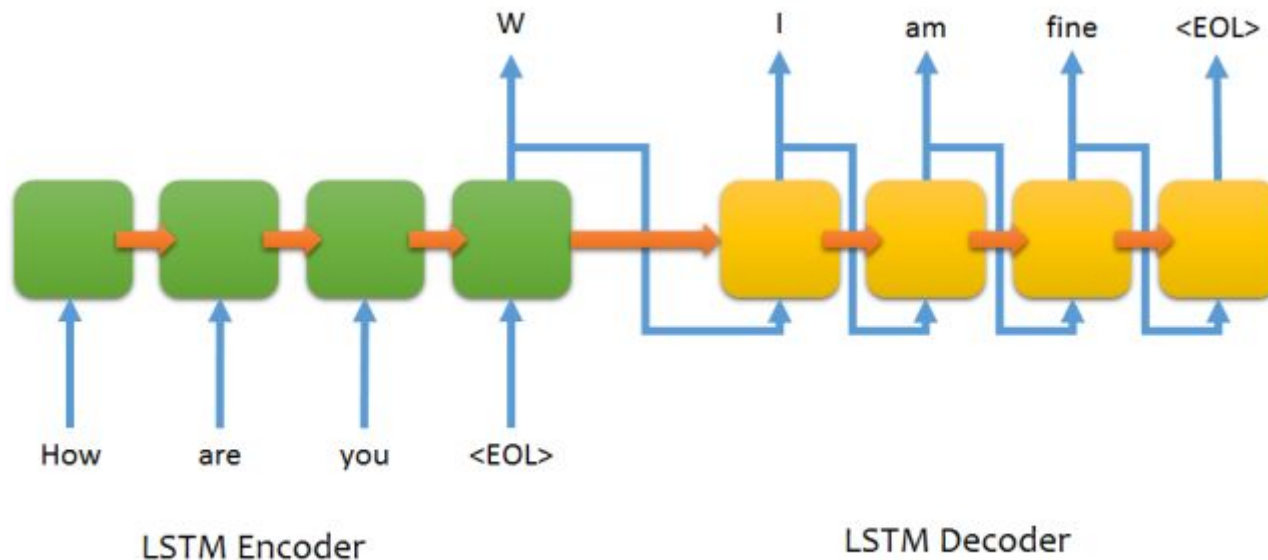 W I am fine <EOL>
How are you <EOL>
LSTM Encoder LSTM Decoder